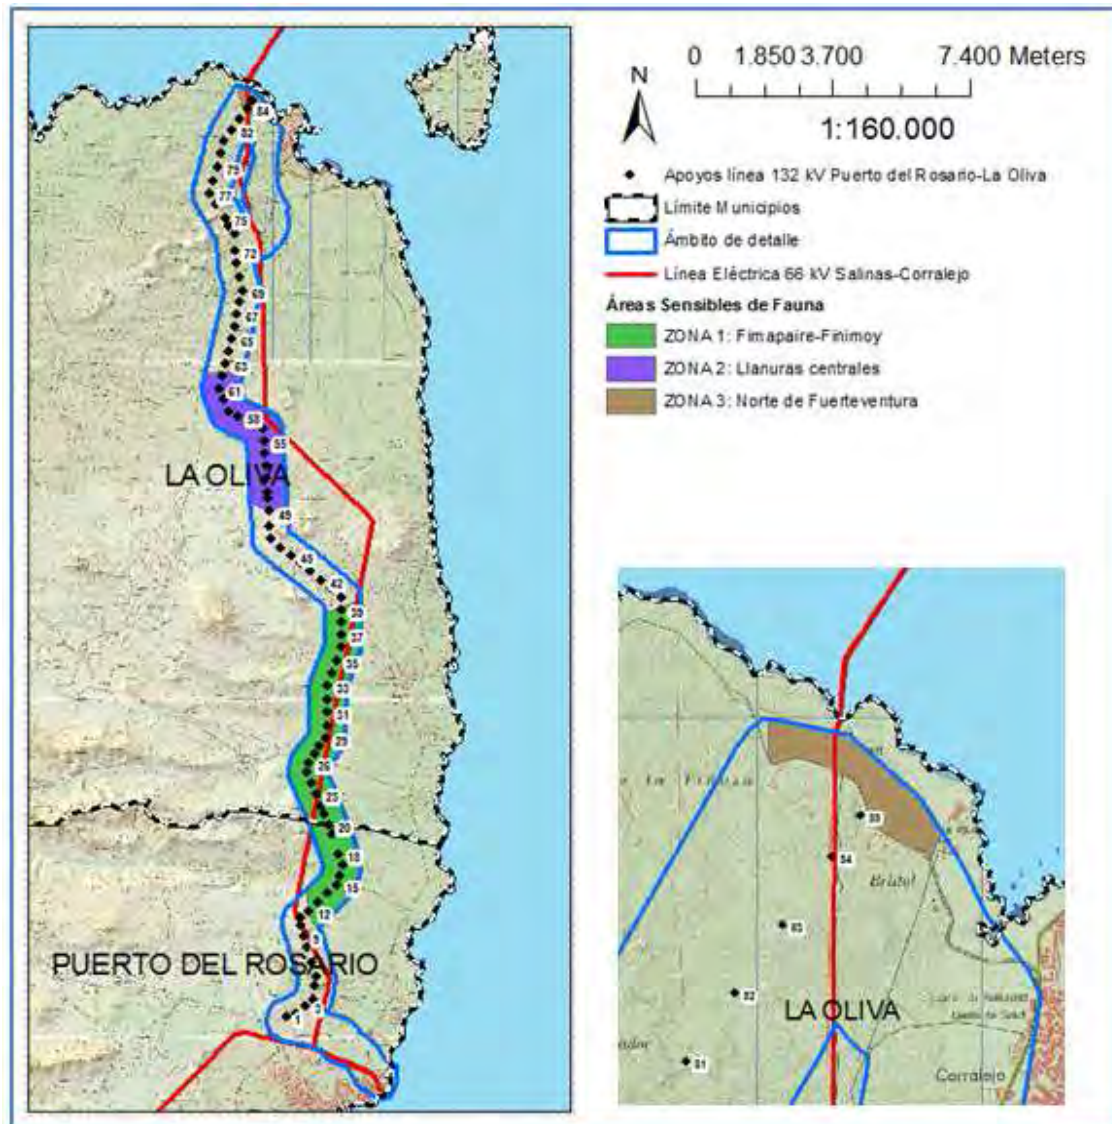 N
0 1.850 3.700 7.400 Meters
1:160.000
Apoyos línea 132 kV Puerto del Rosario-La Oliva
Límite Municipios
Ámbito de detalle
Línea Eléctrica 66 kV Salinas-Corralejo
Áreas Sensibles de Fauna
ZONA 1: Fimapaire-Finimoy
ZONA 2: Llanuras centrales
ZONA 3: Norte de Fuerteventura
84
82
79
77
75
72
69
67
65
63
61
58
55
LA OLIVA
49
45
42
39
37
35
33
31
29
26
23
20
18
15
12
9
PUERTO DEL ROSARIO
3
1
84
Bristol
83
82
LA OLIVA
81
Corralejo